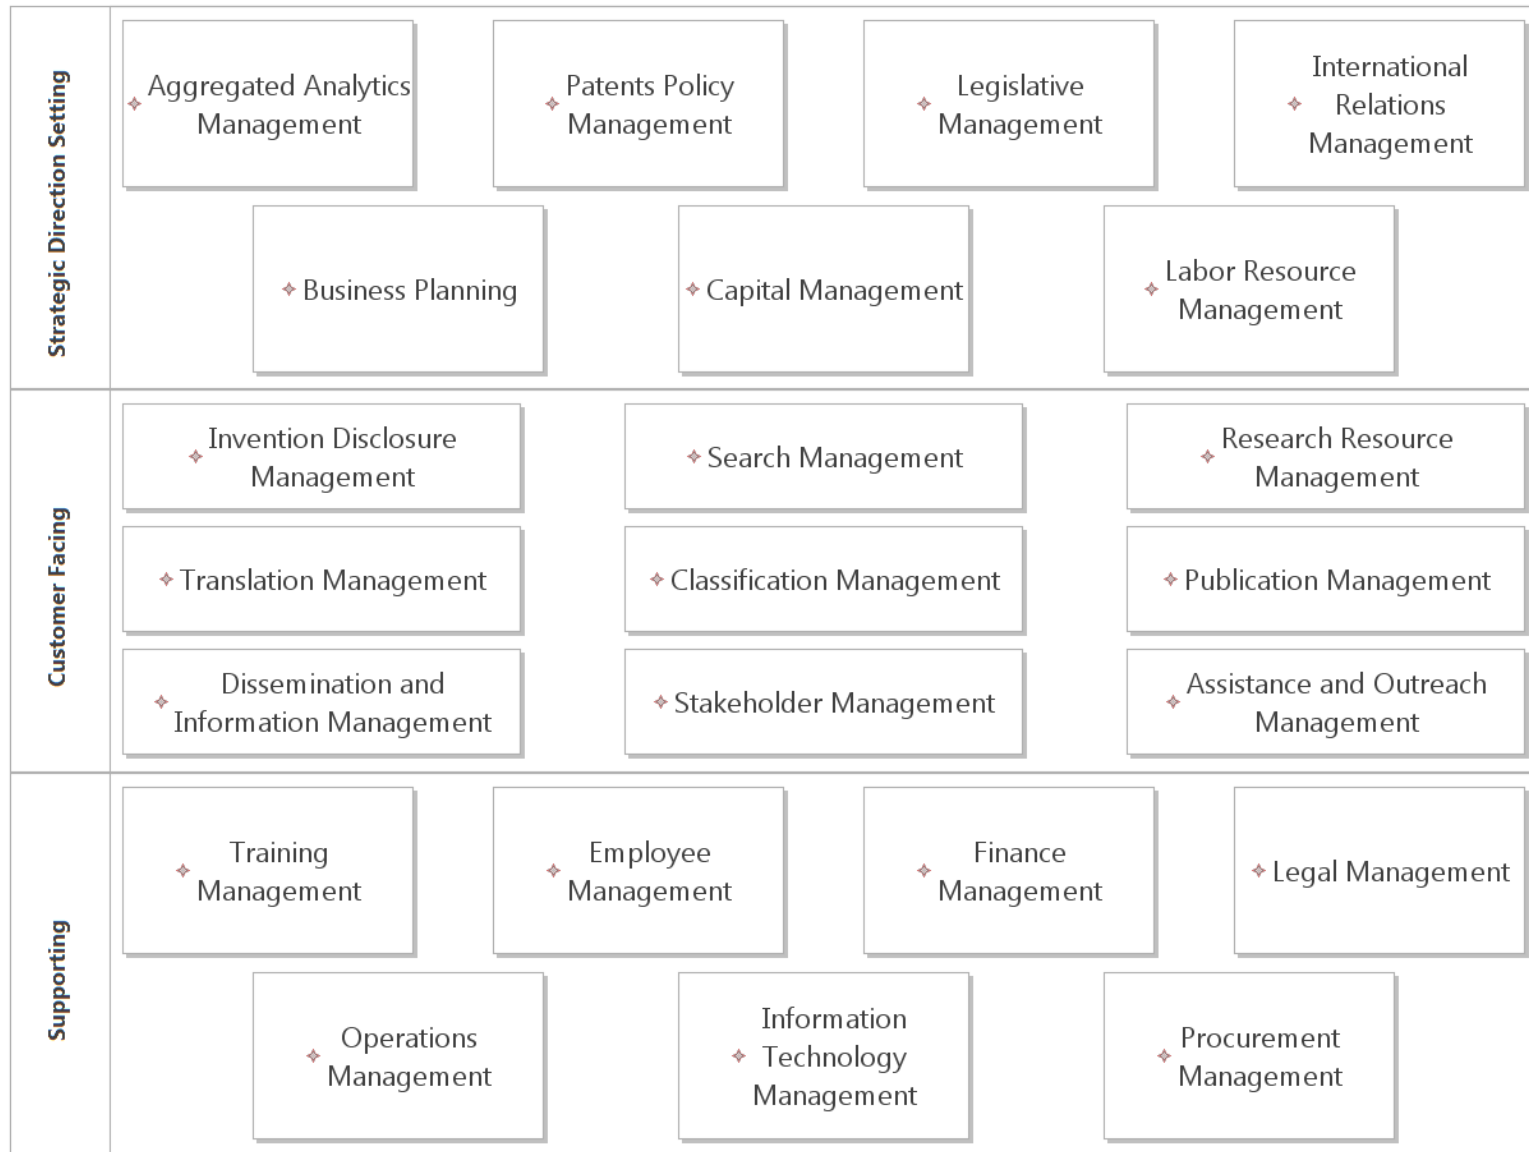 Strategic Direction Setting
Aggregated Analytics
Management
Patents Policy
Management
Legislative
Management
International
Relations
Management
Business Planning
Capital Management
Labor Resource
Management
Customer Facing
Invention Disclosure
Management
Search Management
Research Resource
Management
Translation Management
Classification Management
Publication Management
Dissemination and
Information Management
Stakeholder Management
Assistance and Outreach
Management
Supporting
Training
Management
Employee
Management
Finance
Management
Legal Management
Operations
Management
Information
Technology
Management
Procurement
Management